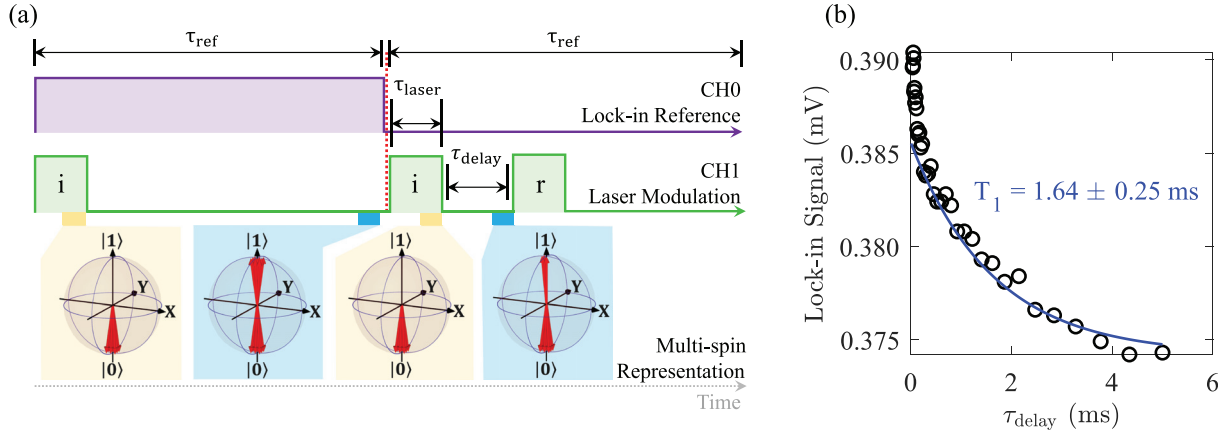 (a)
τref
τref
τlaser
CH0
Lock-in Reference
τdelay
i
i
r
CH1
Laser Modulation
|1⟩
Y
X
|0⟩
|1⟩
Y
X
|0⟩
|1⟩
Y
X
|0⟩
|1⟩
Y
X
|0⟩
Multi-spin
Representation
Time
(b)
Lock-in Signal (mV)
0.390
0.385
0.380
0.375
T1 = 1.64 ± 0.25 ms
0
2
4
6
τdelay (ms)